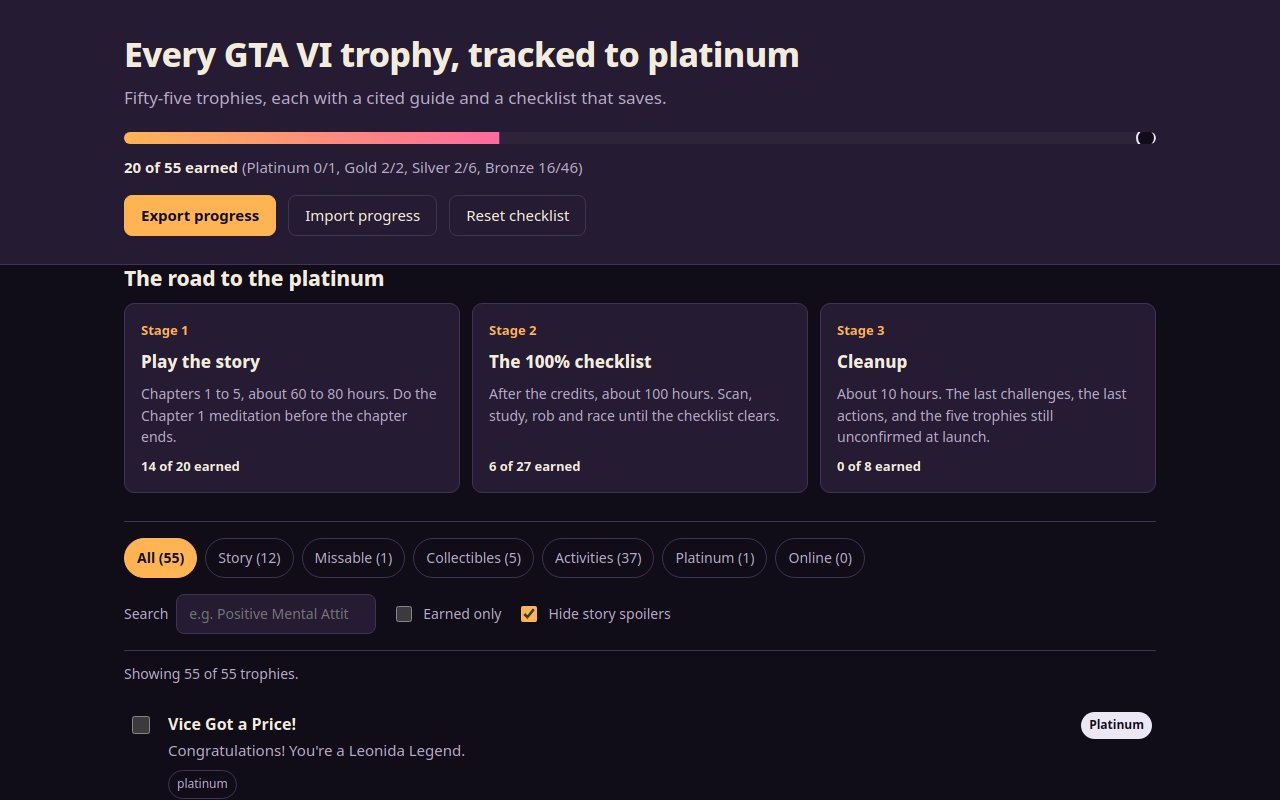 Every GTA VI trophy, tracked to platinum
Fifty-five trophies, each with a cited guide and a checklist that saves.
20 of 55 earned (Platinum 0/1, Gold 2/2, Silver 2/6, Bronze 16/46)
Export progress
Import progress
Reset checklist
The road to the platinum
Stage 1
Play the story
Chapters 1 to 5, about 60 to 80 hours. Do the
Chapter 1 meditation before the chapter
ends.
14 of 20 earned
Stage 2
The 100% checklist
After the credits, about 100 hours. Scan,
study, rob and race until the checklist clears.
6 of 27 earned
Stage 3
Cleanup
About 10 hours. The last challenges, the last
actions, and the five trophies still
unconfirmed at launch.
0 of 8 earned
All (55)
Story (12)
Missable (1)
Collectibles (5)
Activities (37)
Platinum (1)
Online (0)
Search
e.g. Positive Mental Attit
Earned only
Hide story spoilers
Showing 55 of 55 trophies.
Vice Got a Price!
Platinum
Congratulations! You're a Leonida Legend.
platinum